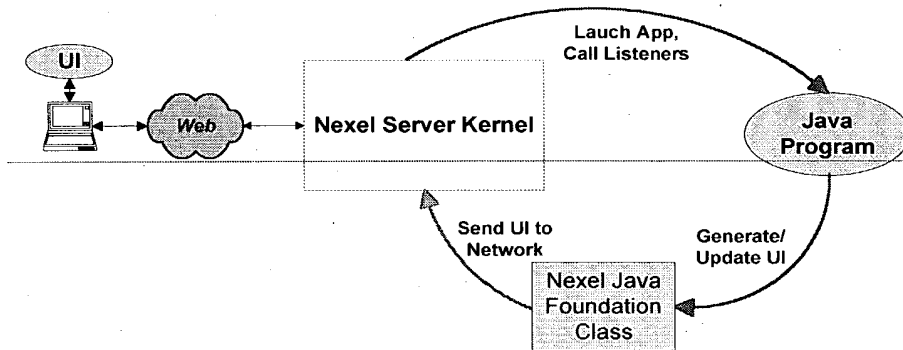 Lauch App,
Call Listeners
UI
Web
Nexel Server Kernel
Java
Program
Send UI to
Network
Generate/
Update UI
Nexel Java
Foundation
Class